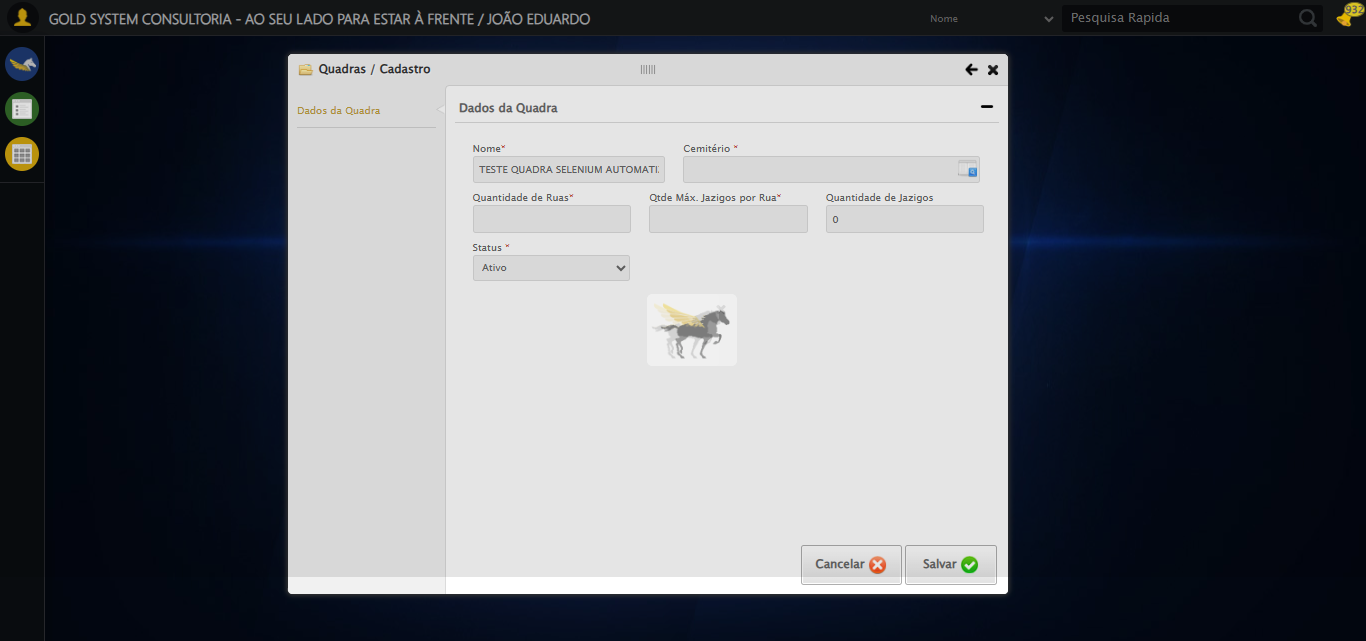 GOLD SYSTEM CONSULTORIA - AO SEU LADO PARA ESTAR À FRENTE / JOÃO EDUARDO
Nome
Pesquisa Rapida
932
Quadras / Cadastro
Dados da Quadra
Dados da Quadra
Nome*
Cemitério *
TESTE QUADRA SELENIUM AUTOMATI
Quantidade de Ruas*
Qtde Máx. Jazigos por Rua*
Quantidade de Jazigos
0
Status *
Ativo
Cancelar
Salvar